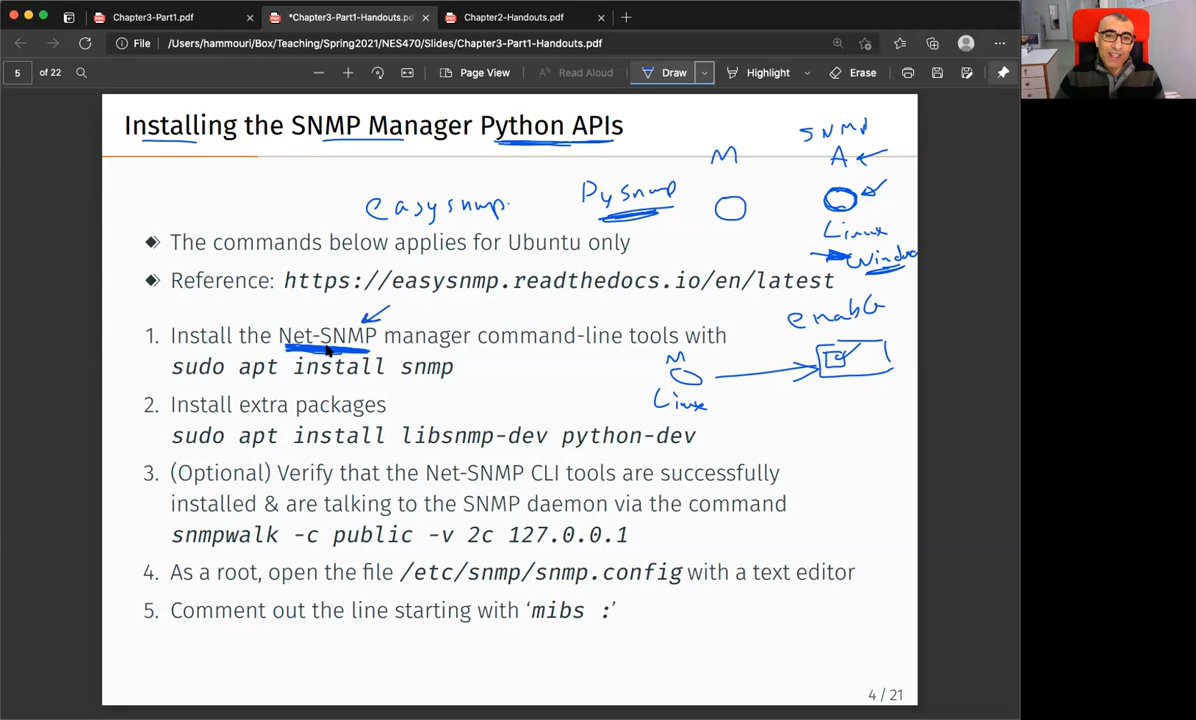 Chapter3-Part1.pdf
*Chapter3-Part1-Handouts.pd
Chapter2-Handouts.pdf
File /Users/hammouri/Box/Teaching/Spring2021/NES470/Slides/Chapter3-Part1-Handouts.pdf
5 of 22 Page View Read Aloud Draw Highlight Erase
Installing the SNMP Manager Python APIs
SNMP
M A
easysnmp. Pysnmp
Linux
Window
The commands below applies for Ubuntu only
Reference: https://easysnmp.readthedocs.io/en/latest
enable
1. Install the Net-SNMP manager command-line tools with
sudo apt install snmp
M
Linux
2. Install extra packages
sudo apt install libsnmp-dev python-dev
3. (Optional) Verify that the Net-SNMP CLI tools are successfully
installed & are talking to the SNMP daemon via the command
snmpwalk -c public -v 2c 127.0.0.1
4. As a root, open the file /etc/snmp/snmp.config with a text editor
5. Comment out the line starting with ‘mibs :’
4 / 21